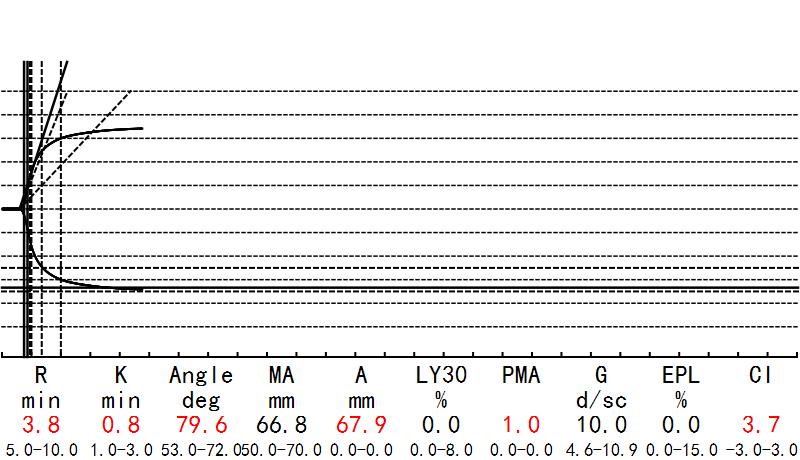 R K Angle MA A LY30 PMA G EPL CI
min min deg mm mm % d/sc %
3.8 0.8 79.6 66.8 67.9 0.0 1.0 10.0 0.0 3.7
5.0-10.0 1.0-3.0 53.0-72.0 50.0-70.0 0.0-0.0 0.0-8.0 0.0-0.0 4.6-10.9 0.0-15.0 -3.0-3.0